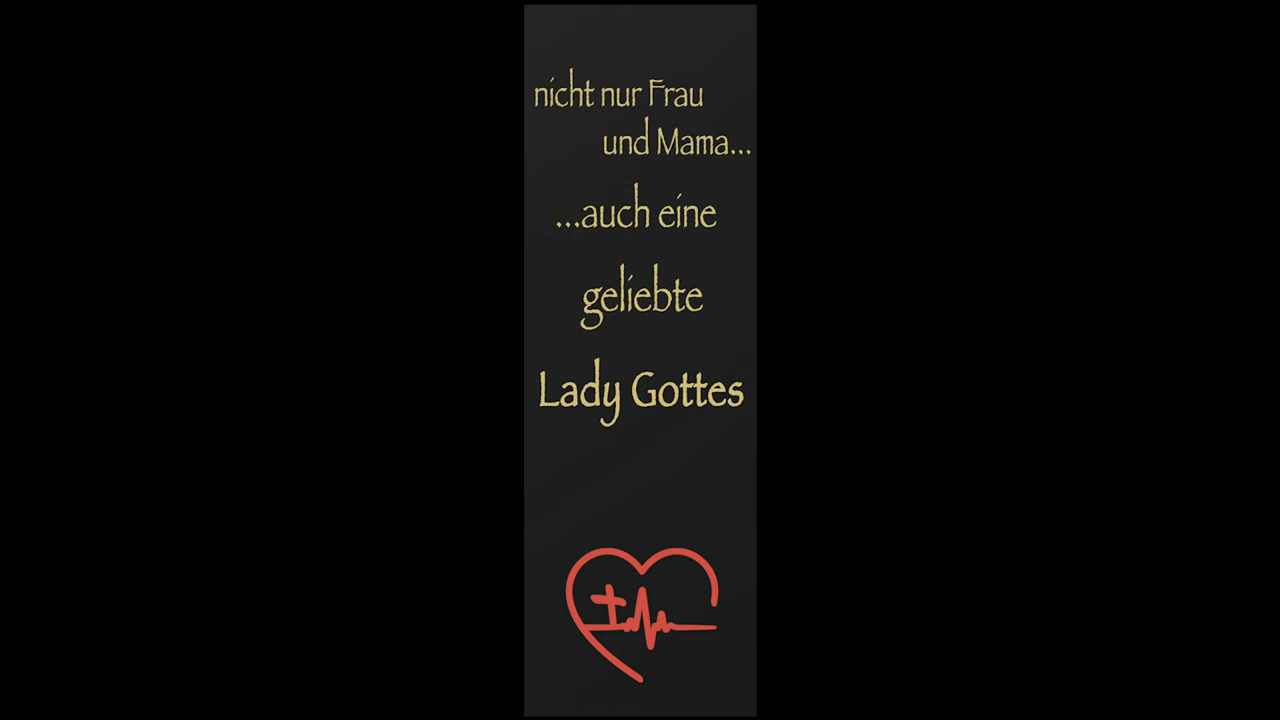 nicht nur Frau
und Mama...
...auch eine
geliebte
Lady Gottes